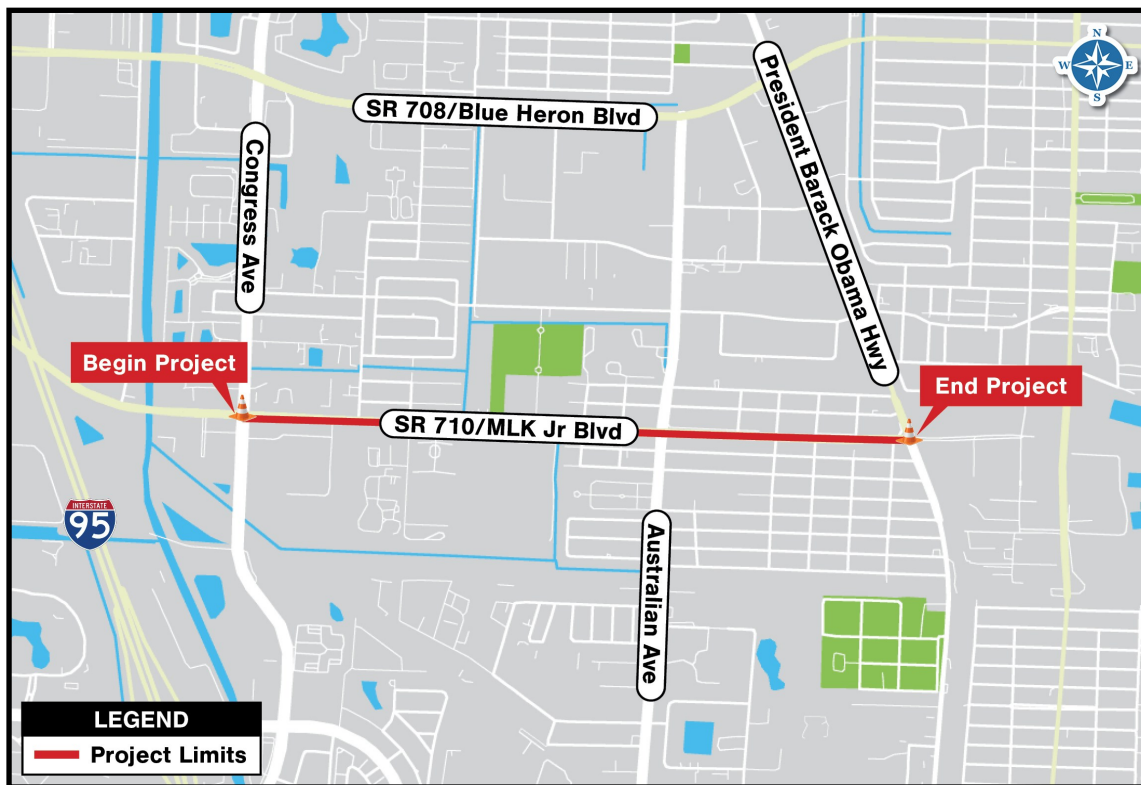 N
W E
S
SR 708/Blue Heron Blvd
President Barack Obama Hwy
Congress Ave
Begin Project
End Project
SR 710/MLK Jr Blvd
INTERSTATE
95
Australian Ave
LEGEND
Project Limits